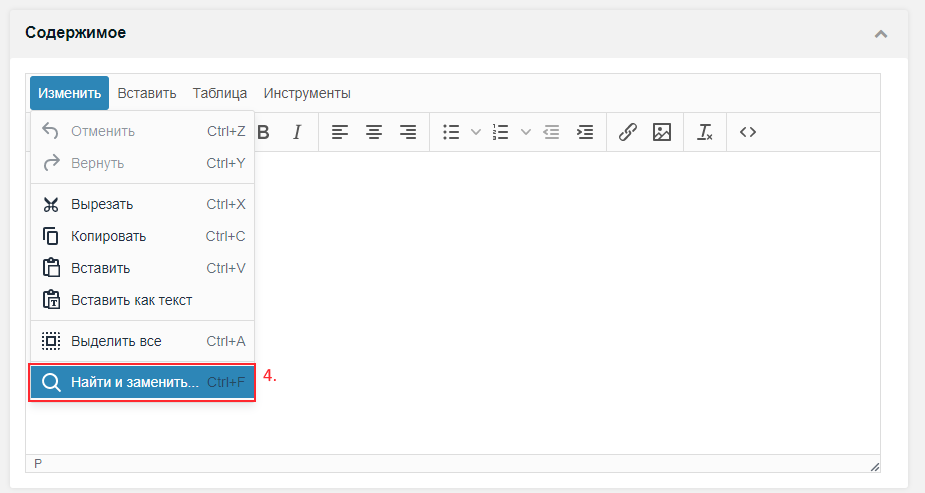 Содержимое
Изменить Вставить Таблица Инструменты
B I
Отменить Ctrl+Z
Вернуть Ctrl+Y
Вырезать Ctrl+X
Копировать Ctrl+C
Вставить Ctrl+V
Вставить как текст
Выделить все Ctrl+A
Найти и заменить... Ctrl+F 4.
P